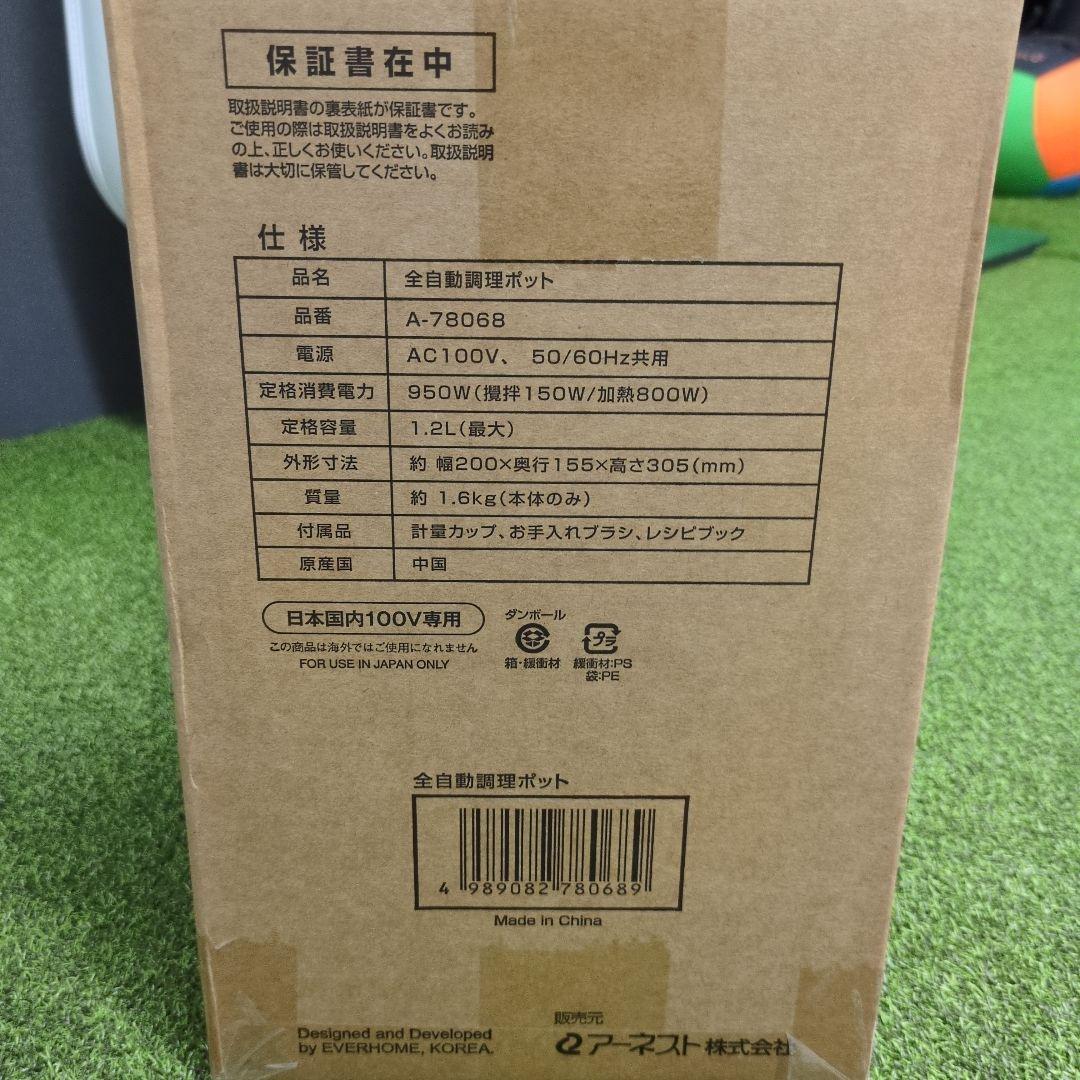 保証書在中
取扱説明書の裏表紙が保証書です。
ご使用の際は取扱説明書をよくお読み
の上、正しくお使いください。取扱説明
書は大切に保管してください。
仕様
品名 全自動調理ポット
品番 A-78068
電源 AC100V、 50/60Hz共用
定格消費電力 950W(攪拌150W/加熱800W)
定格容量 1.2L(最大)
外形寸法 約 幅200×奥行155×高さ305(mm)
質量 約 1.6kg(本体のみ)
付属品 計量カップ、お手入れブラシ、レシピブック
原産国 中国
日本国内100V専用
この商品は海外ではご使用になれません
FOR USE IN JAPAN ONLY
ダンボール
箱・緩衝材
プラ
緩衝材:PS
袋:PE
全自動調理ポット
4 989082 780689
Made in China
Designed and Developed
by EVERHOME, KOREA.
販売元
アーネスト株式会社